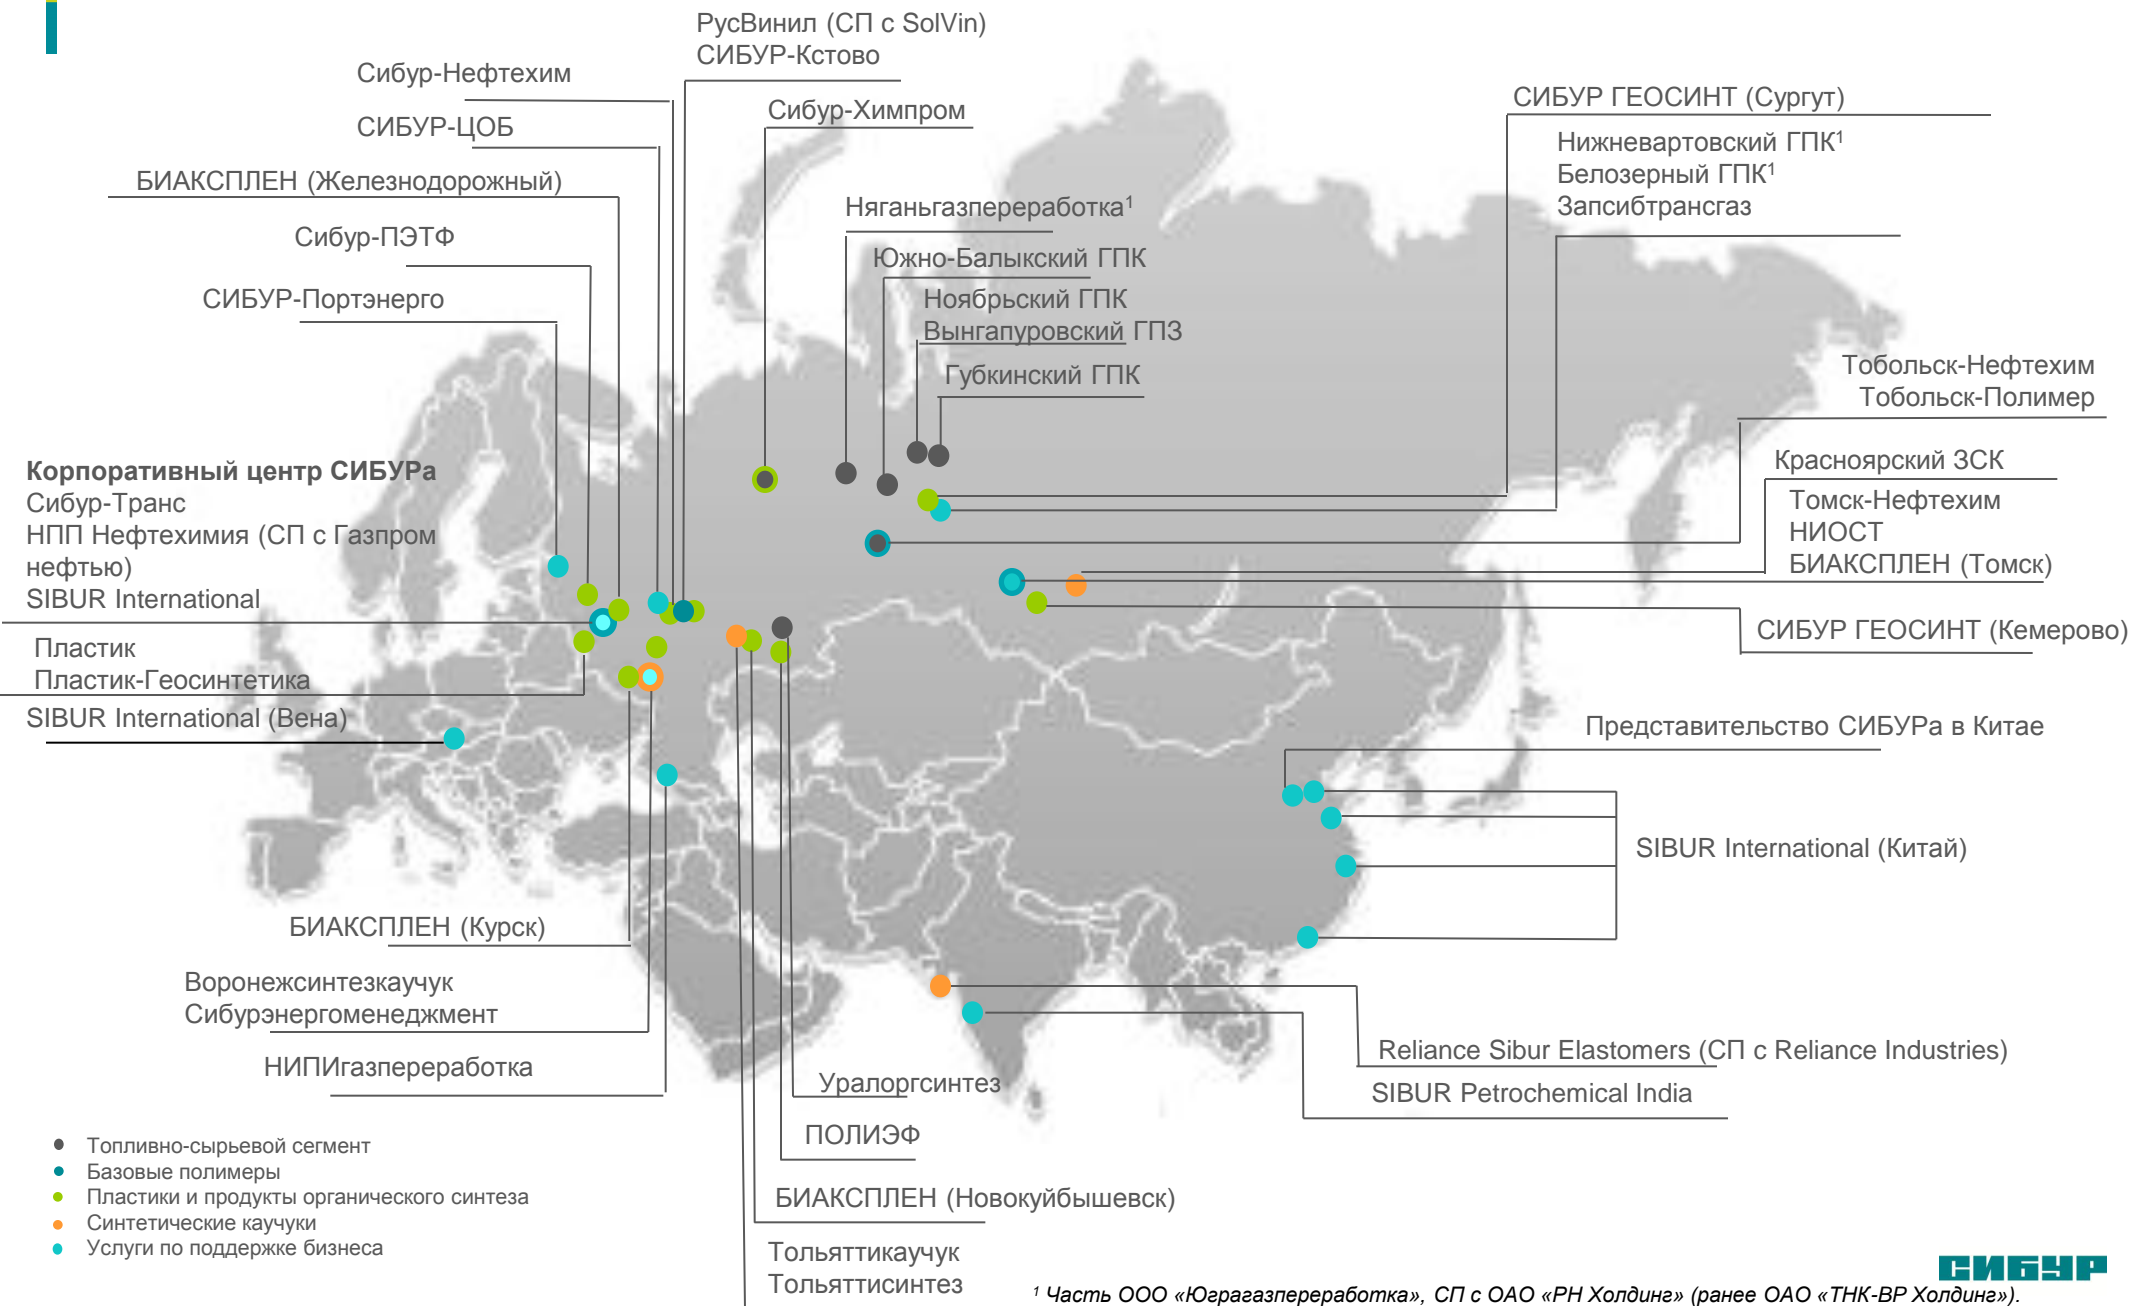 РусВинил (СП с SolVin)
СИБУР-Кстово
Сибур-Нефтехим
СИБУР-ЦОБ
Сибур-Химпром
СИБУР ГЕОСИНТ (Сургут)
Нижневартовский ГПК¹
Белозерный ГПК¹
Запсибтрансгаз
БИАКСПЛЕН (Железнодорожный)
Няганьгазпереработка¹
Сибур-ПЭТФ
Южно-Балыкский ГПК
СИБУР-Портэнерго
Ноябрьский ГПК
Вынгапуровский ГПЗ
Губкинский ГПК
Тобольск-Нефтехим
Тобольск-Полимер
Корпоративный центр СИБУРа
Сибур-Транс
НПП Нефтехимия (СП с Газпром
нефтью)
SIBUR International
Красноярский ЗСК
Томск-Нефтехим
НИОСТ
БИАКСПЛЕН (Томск)
СИБУР ГЕОСИНТ (Кемерово)
Пластик
Пластик-Геосинтетика
SIBUR International (Вена)
Представительство СИБУРа в Китае
SIBUR International (Китай)
БИАКСПЛЕН (Курск)
Воронежсинтезкаучук
Сибурэнергоменеджмент
НИПИгазпереработка
Reliance Sibur Elastomers (СП с Reliance Industries)
SIBUR Petrochemical India
Уралоргсинтез
ПОЛИЭФ
БИАКСПЛЕН (Новокуйбышевск)
Тольяттикаучук
Тольяттисинтез
Топливно-сырьевой сегмент
Базовые полимеры
Пластики и продукты органического синтеза
Синтетические каучуки
Услуги по поддержке бизнеса
СИБУР
¹ Часть ООО «Юграгазпереработка», СП с ОАО «РН Холдинг» (ранее ОАО «ТНК-BP Холдинг»).